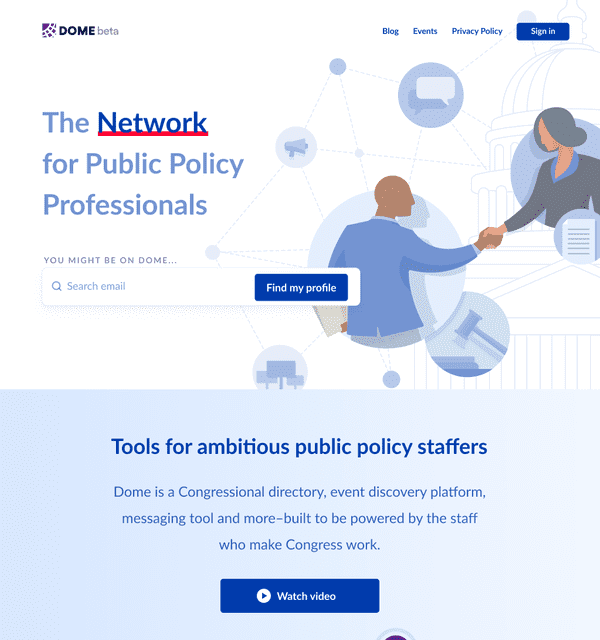 DOME beta
Blog Events Privacy Policy Sign in
The Network
for Public Policy
Professionals
YOU MIGHT BE ON DOME...
Search email Find my profile
Tools for ambitious public policy staffers
Dome is a Congressional directory, event discovery platform,
messaging tool and more–built to be powered by the staff
who make Congress work.
Watch video